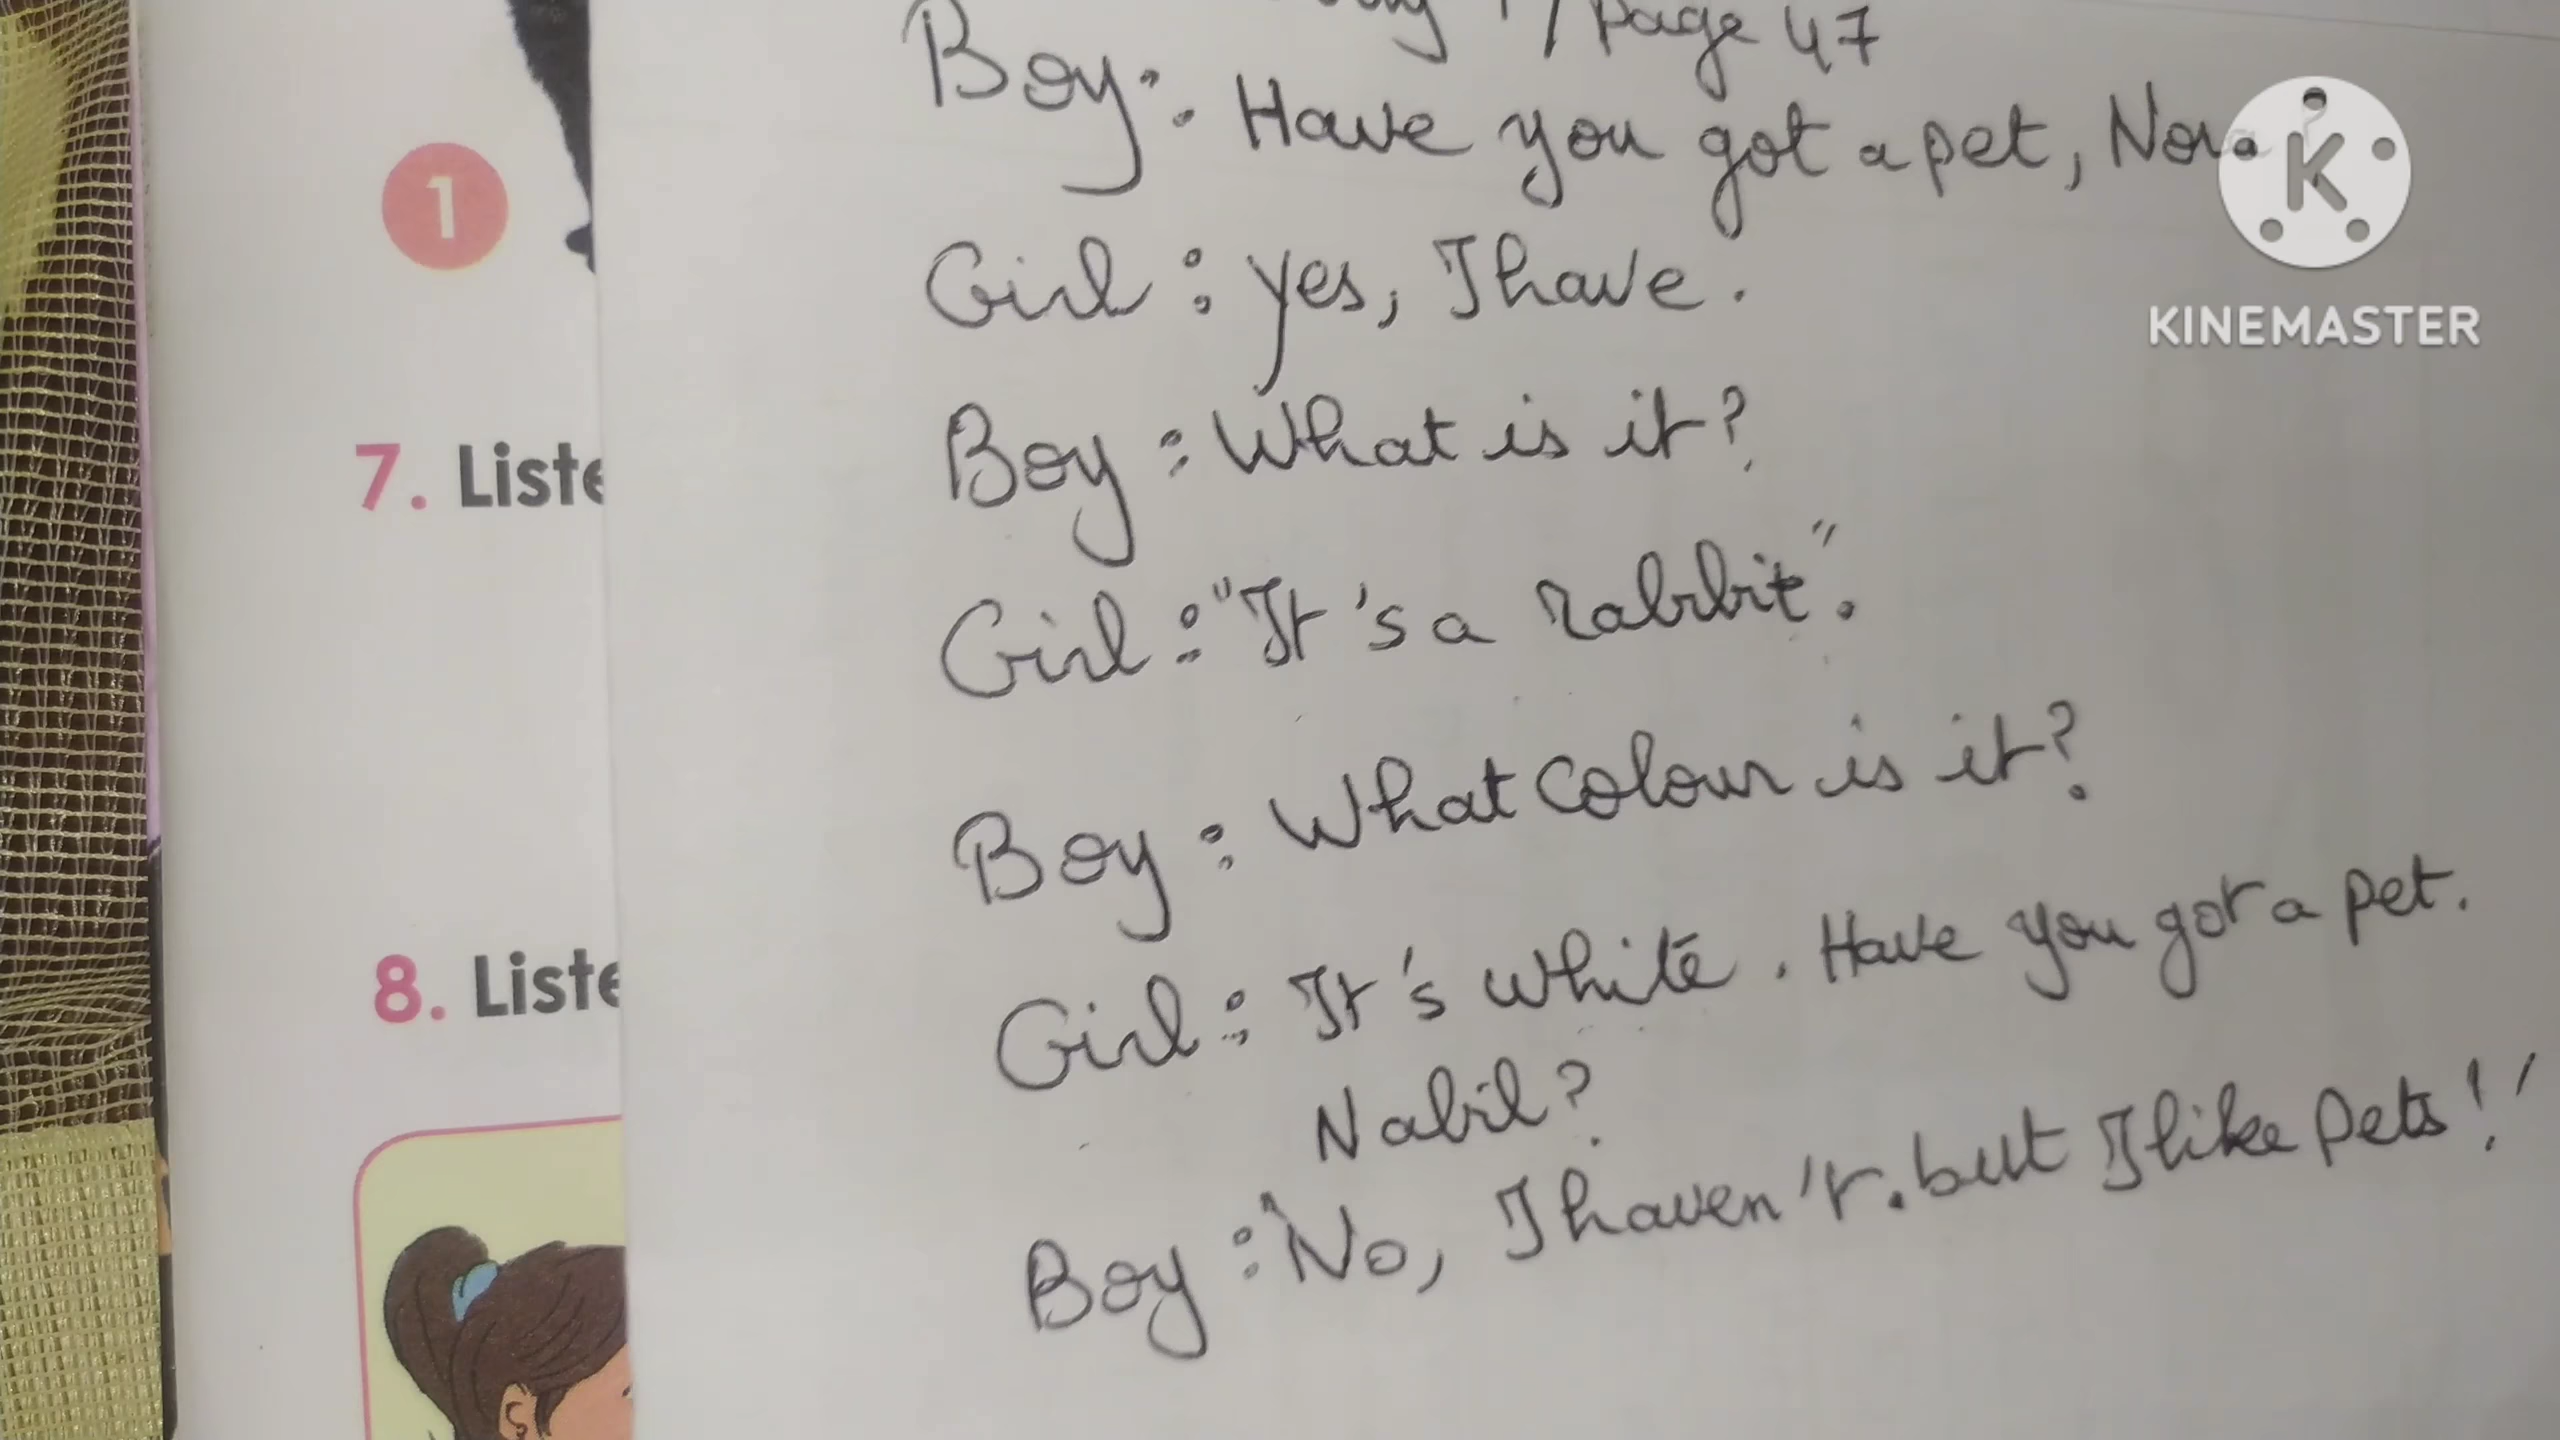 / Page 47
Boy: Have you got a pet, Nora?
Girl: yes, I have.
Boy: What is it?
Girl: "It's a rabbit".
Boy: What colour is it?
Girl: It's white. Have you got a pet.
Nabil?
Boy: "No, I haven't. but I like pets!"
1
7. Liste
8. Liste
K
KINEMASTER